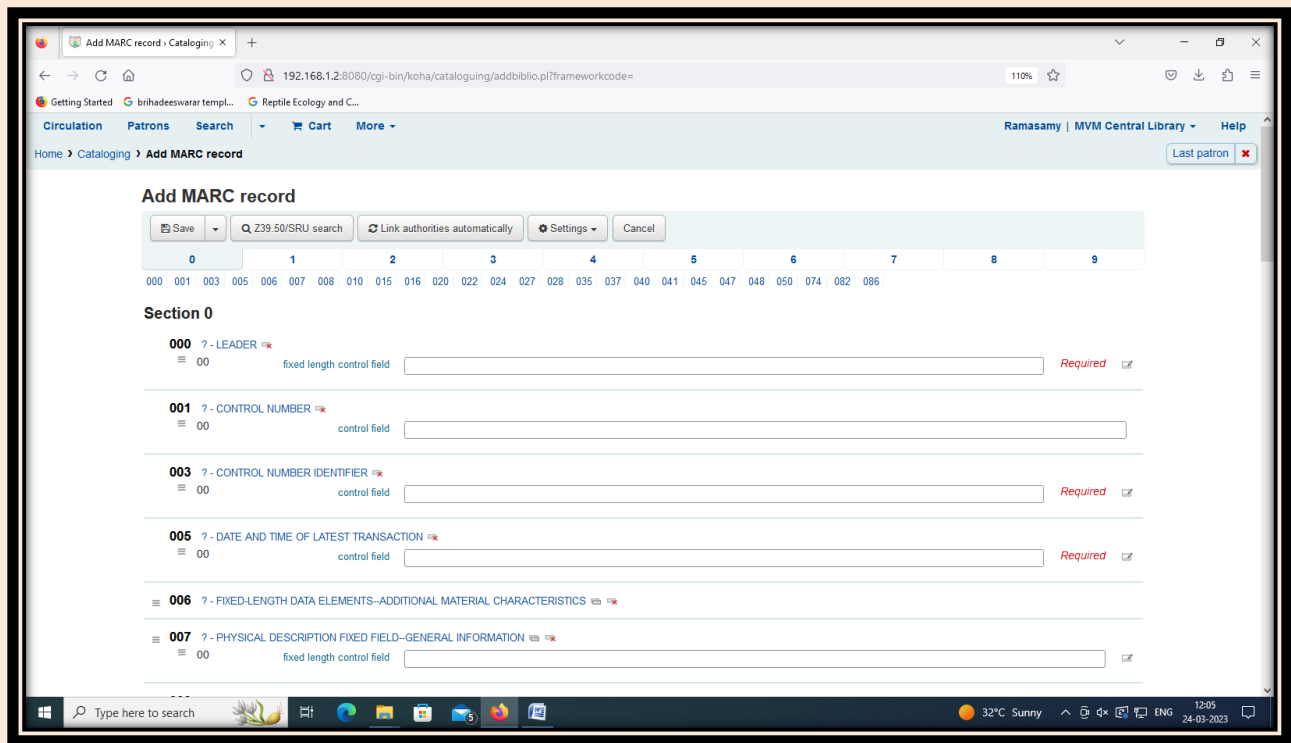 Add MARC record › Cataloging × +
192.168.1.2:8080/cgi-bin/koha/cataloguing/addbiblio.pl?frameworkcode= 110%
Getting Started brihadeeswarar templ... Reptile Ecology and C...
Circulation Patrons Search Cart More Ramasamy | MVM Central Library Help
Home › Cataloging › Add MARC record Last patron
Add MARC record
Save Z39.50/SRU search Link authorities automatically Settings Cancel
0 1 2 3 4 5 6 7 8 9
000 001 003 005 006 007 008 010 015 016 020 022 024 027 028 035 037 040 041 045 047 048 050 074 082 086
Section 0
000 ? - LEADER
00 fixed length control field Required
001 ? - CONTROL NUMBER
00 control field
003 ? - CONTROL NUMBER IDENTIFIER
00 control field Required
005 ? - DATE AND TIME OF LATEST TRANSACTION
00 control field Required
006 ? - FIXED-LENGTH DATA ELEMENTS--ADDITIONAL MATERIAL CHARACTERISTICS
007 ? - PHYSICAL DESCRIPTION FIXED FIELD--GENERAL INFORMATION
00 fixed length control field
Type here to search 5 32°C Sunny ENG 12:05
24-03-2023